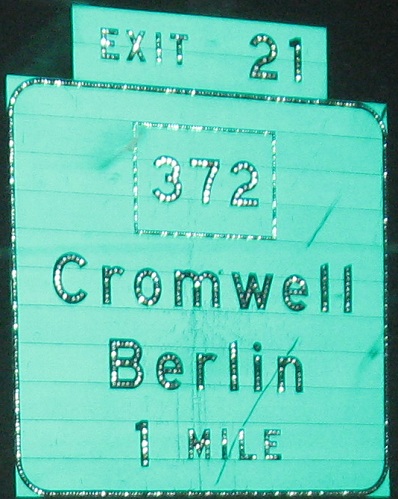 EXIT 21
372
Cromwell
Berlin
1 MILE